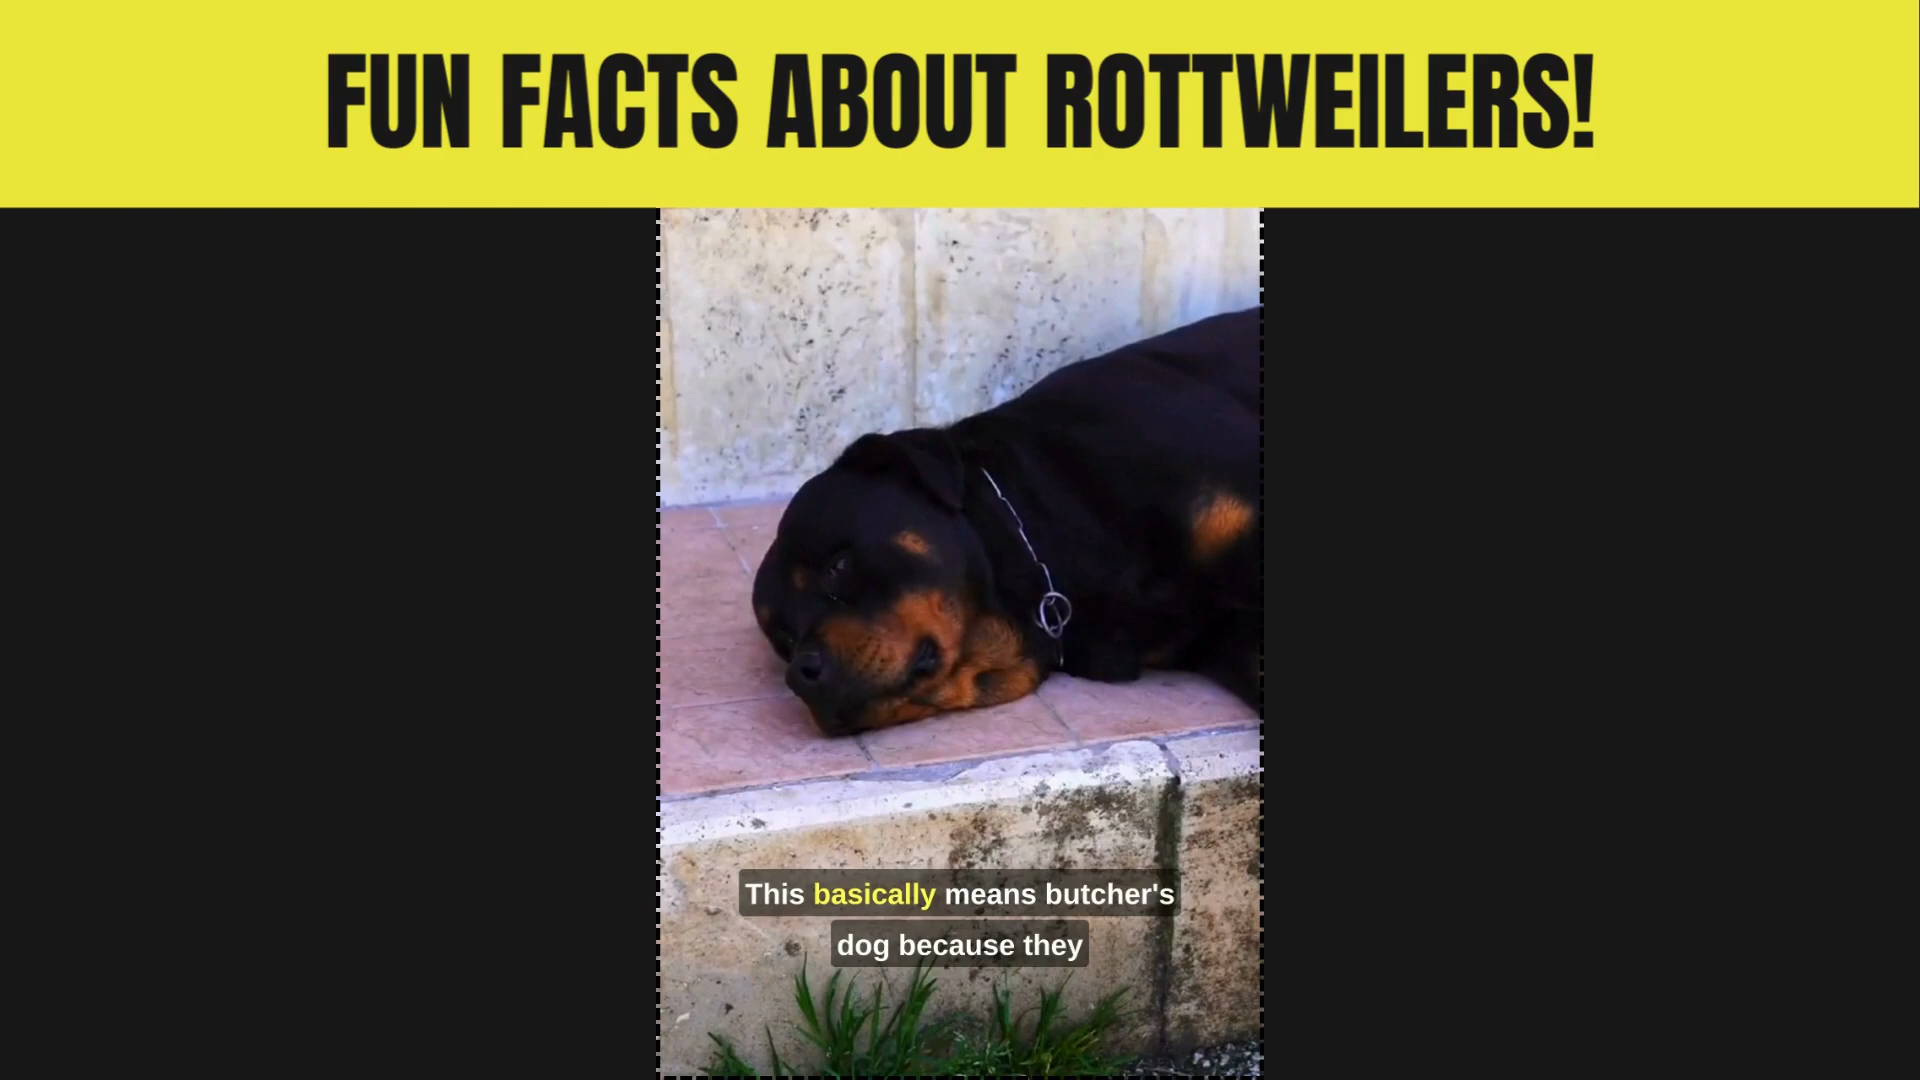 FUN FACTS ABOUT ROTTWEILERS!
This basically means butcher's
dog because they